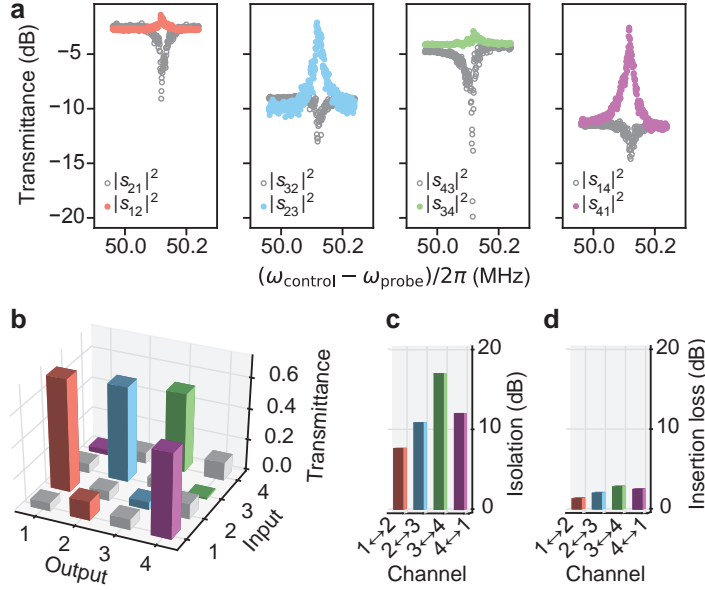 a
Transmittance (dB)
−5
−10
−15
−20
|s21|²
|s12|²
|s32|²
|s23|²
|s43|²
|s34|²
|s14|²
|s41|²
50.0 50.2 50.0 50.2 50.0 50.2 50.0 50.2
(ωcontrol − ωprobe)/2π (MHz)
b
Transmittance
0.6
0.4
0.2
0.0
1 2 3 4
Output
1 2 3 4
Input
c
20
10
0
Isolation (dB)
1↔2 2↔3 3↔4 4↔1
Channel
d
20
10
0
Insertion loss (dB)
1↔2 2↔3 3↔4 4↔1
Channel